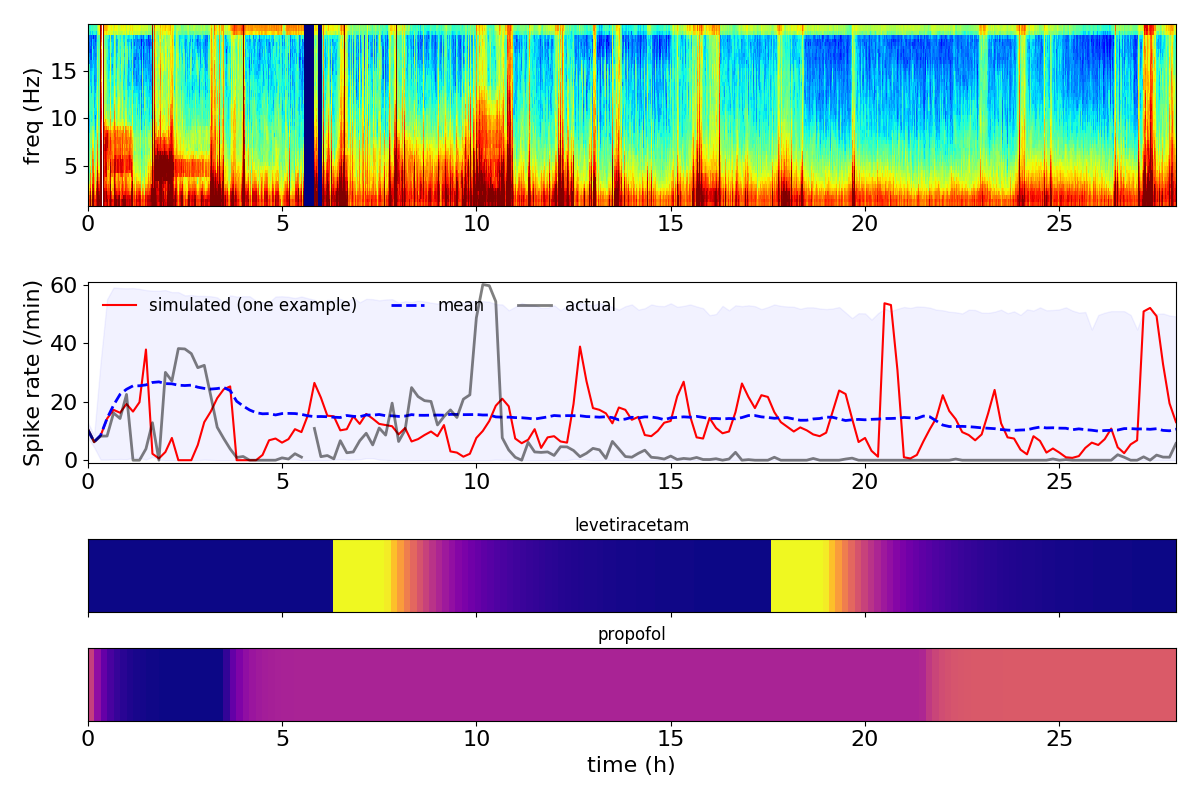 freq (Hz)
15
10
5
0 5 10 15 20 25
Spike rate (/min)
60
40
20
0
simulated (one example) mean actual
0 5 10 15 20 25
levetiracetam
propofol
0 5 10 15 20 25
time (h)